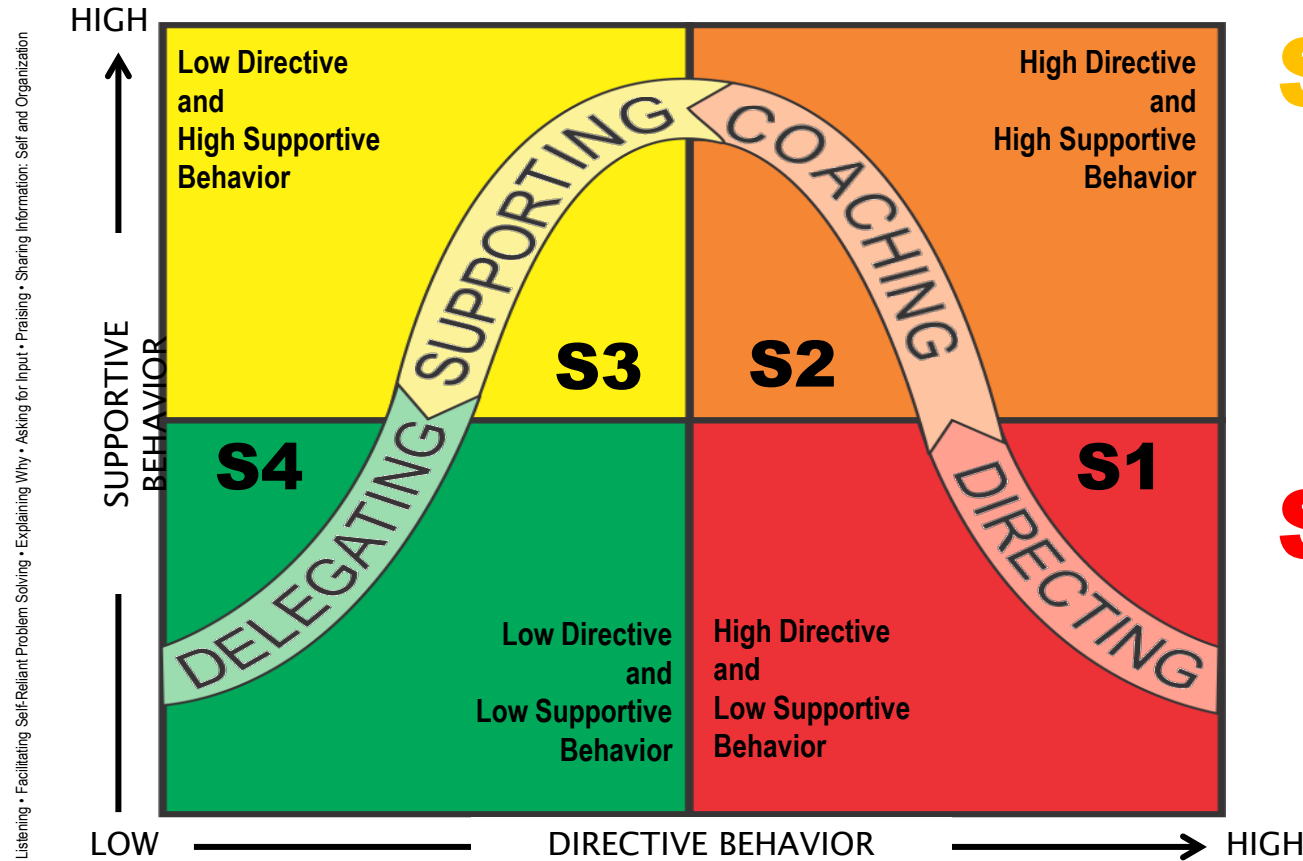 HIGH
Listening • Facilitating Self-Reliant Problem Solving • Explaining Why • Asking for Input • Praising • Sharing Information: Self and Organization
SUPPORTIVE
BEHAVIOR
Low Directive
and
High Supportive
Behavior
High Directive
and
High Supportive
Behavior
SUPPORTING
COACHING
S3
S2
S4
S1
DELEGATING
DIRECTING
Low Directive
and
Low Supportive
Behavior
High Directive
and
Low Supportive
Behavior
LOW
DIRECTIVE BEHAVIOR
HIGH